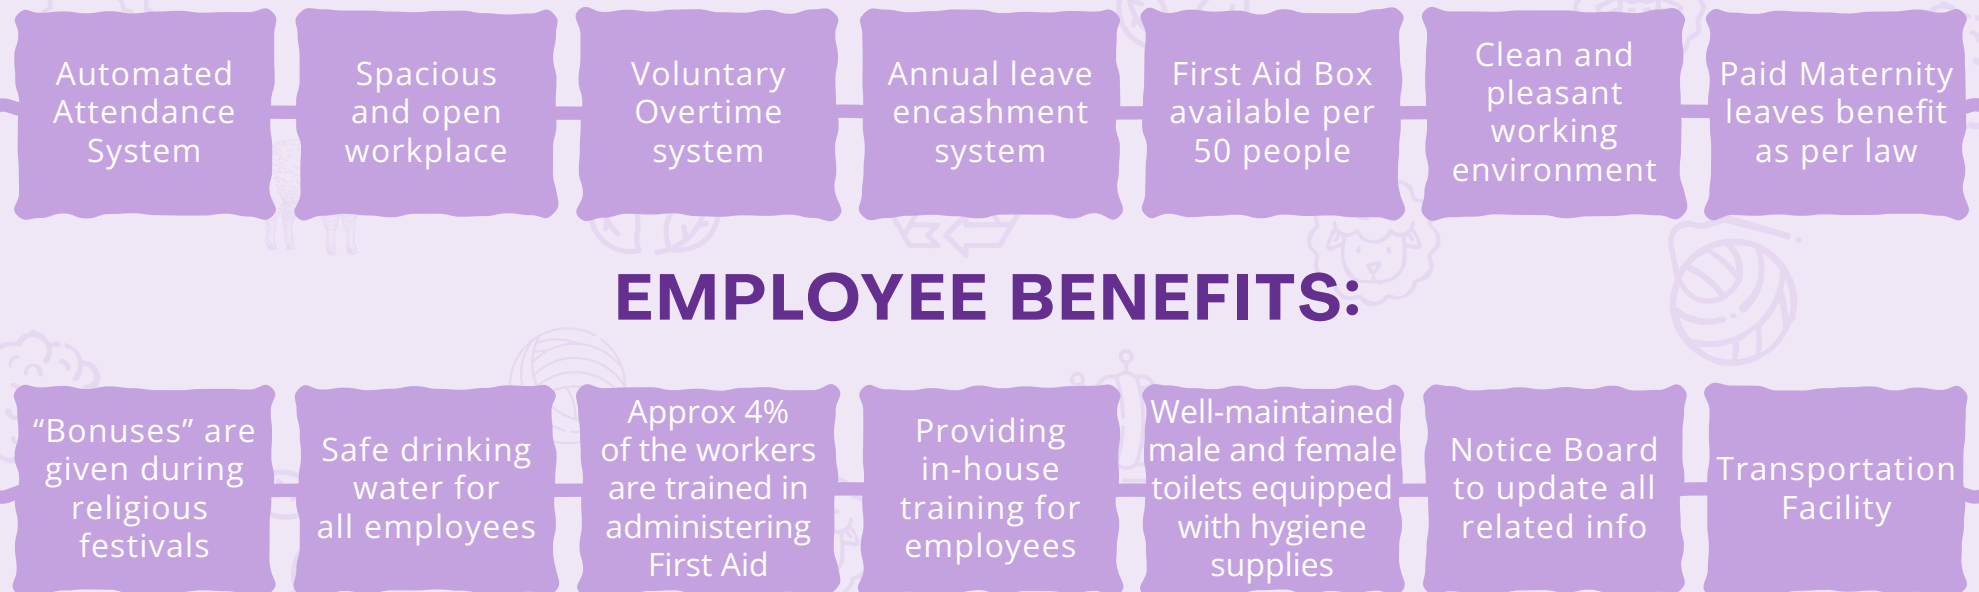 Automated
Attendance
System
Spacious
and open
workplace
Voluntary
Overtime
system
Annual leave
encashment
system
First Aid Box
available per
50 people
Clean and
pleasant
working
environment
Paid Maternity
leaves benefit
as per law
EMPLOYEE BENEFITS:
“Bonuses” are
given during
religious
festivals
Safe drinking
water for
all employees
Approx 4%
of the workers
are trained in
administering
First Aid
Providing
in-house
training for
employees
Well-maintained
male and female
toilets equipped
with hygiene
supplies
Notice Board
to update all
related info
Transportation
Facility